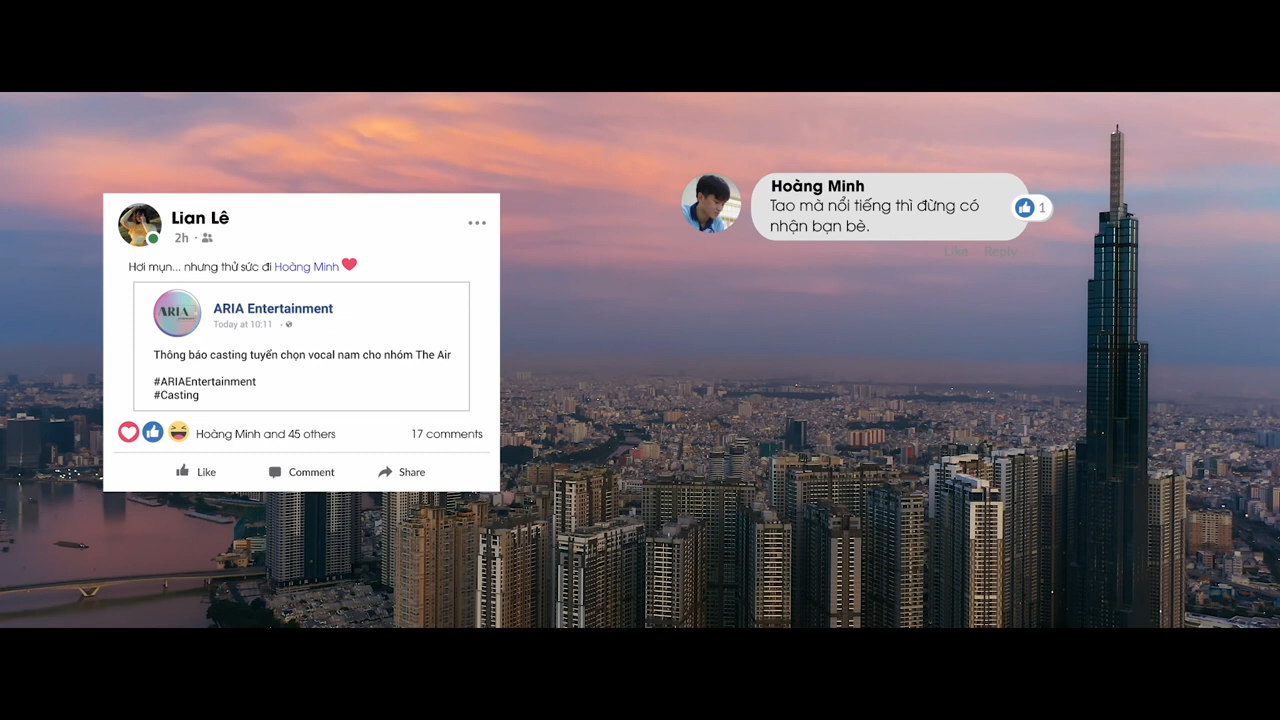 Lian Lê
2h
Hơi mụn... nhưng thử sức đi Hoàng Minh
ARIA
ARIA Entertainment
Today at 10:11
Thông báo casting tuyển chọn vocal nam cho nhóm The Air
#ARIAEntertainment
#Casting
Hoàng Minh and 45 others
17 comments
Like
Comment
Share
Hoàng Minh
Tao mà nổi tiếng thì đừng có
nhận bạn bè.
1
Like
Reply